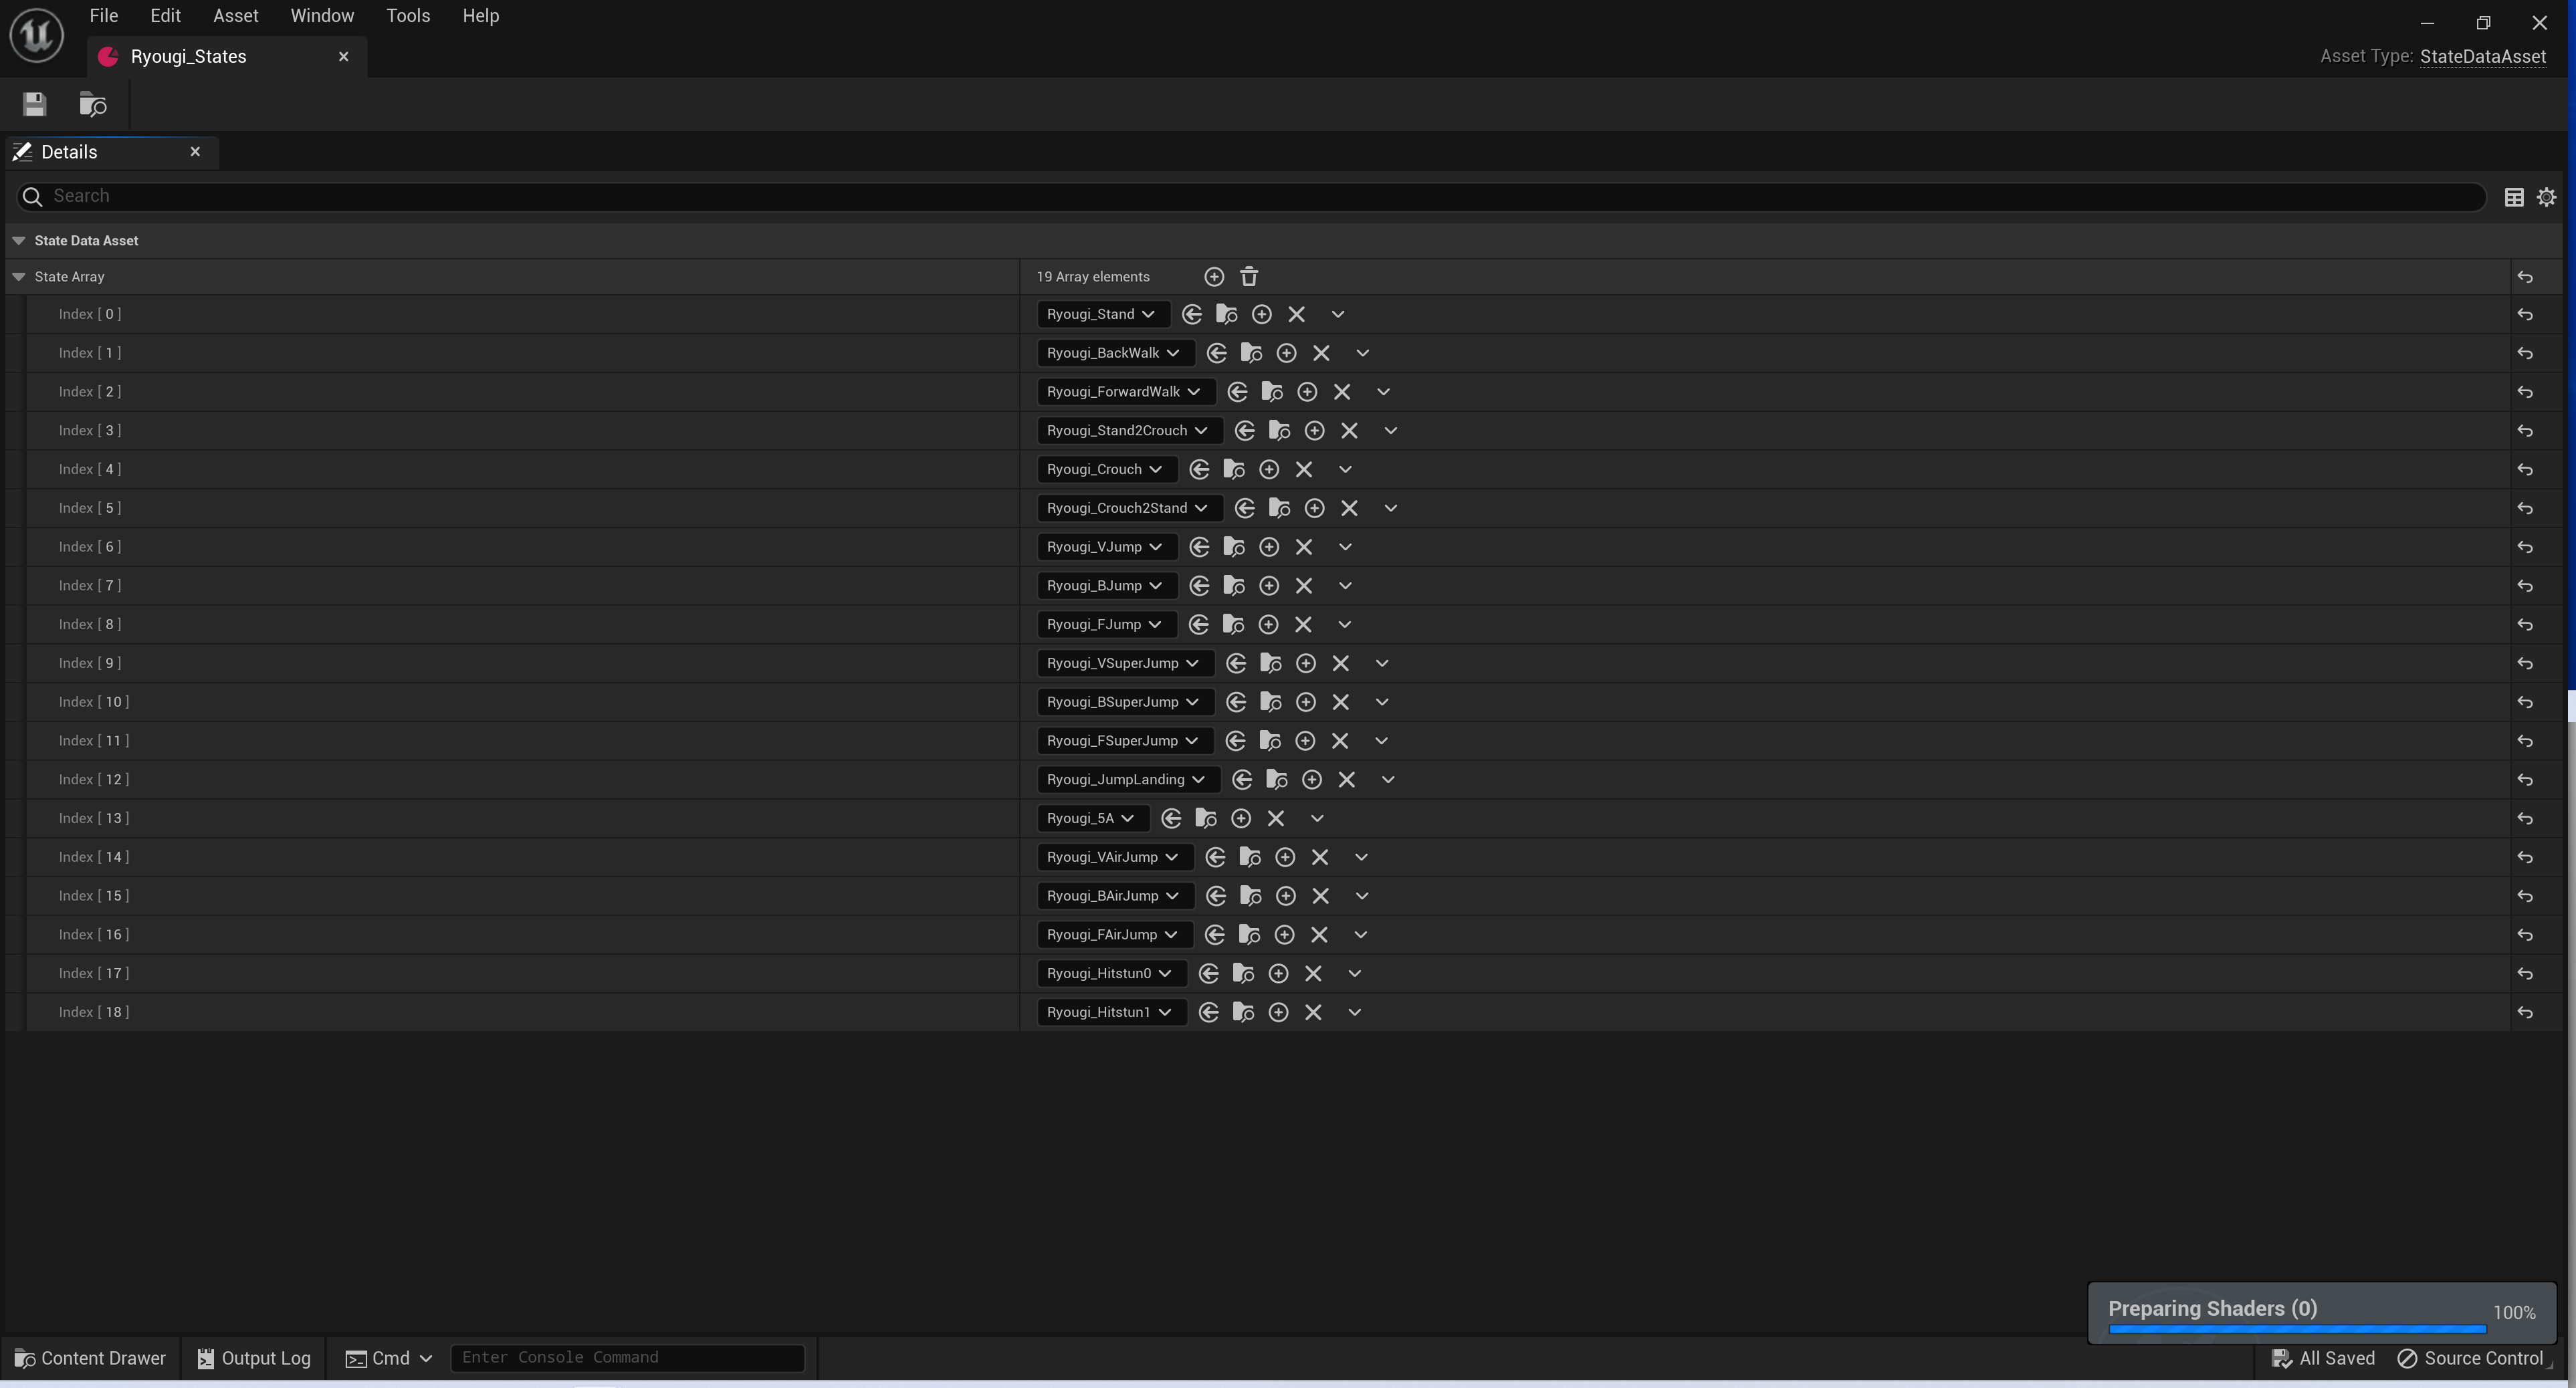 File Edit Asset Window Tools Help
Ryougi_States
Asset Type: StateDataAsset
Details
Search
State Data Asset
State Array 19 Array elements
Index [ 0 ] Ryougi_Stand
Index [ 1 ] Ryougi_BackWalk
Index [ 2 ] Ryougi_ForwardWalk
Index [ 3 ] Ryougi_Stand2Crouch
Index [ 4 ] Ryougi_Crouch
Index [ 5 ] Ryougi_Crouch2Stand
Index [ 6 ] Ryougi_VJump
Index [ 7 ] Ryougi_BJump
Index [ 8 ] Ryougi_FJump
Index [ 9 ] Ryougi_VSuperJump
Index [ 10 ] Ryougi_BSuperJump
Index [ 11 ] Ryougi_FSuperJump
Index [ 12 ] Ryougi_JumpLanding
Index [ 13 ] Ryougi_5A
Index [ 14 ] Ryougi_VAirJump
Index [ 15 ] Ryougi_BAirJump
Index [ 16 ] Ryougi_FAirJump
Index [ 17 ] Ryougi_Hitstun0
Index [ 18 ] Ryougi_Hitstun1
Preparing Shaders (0) 100%
Content Drawer Output Log Cmd Enter Console Command All Saved Source Control